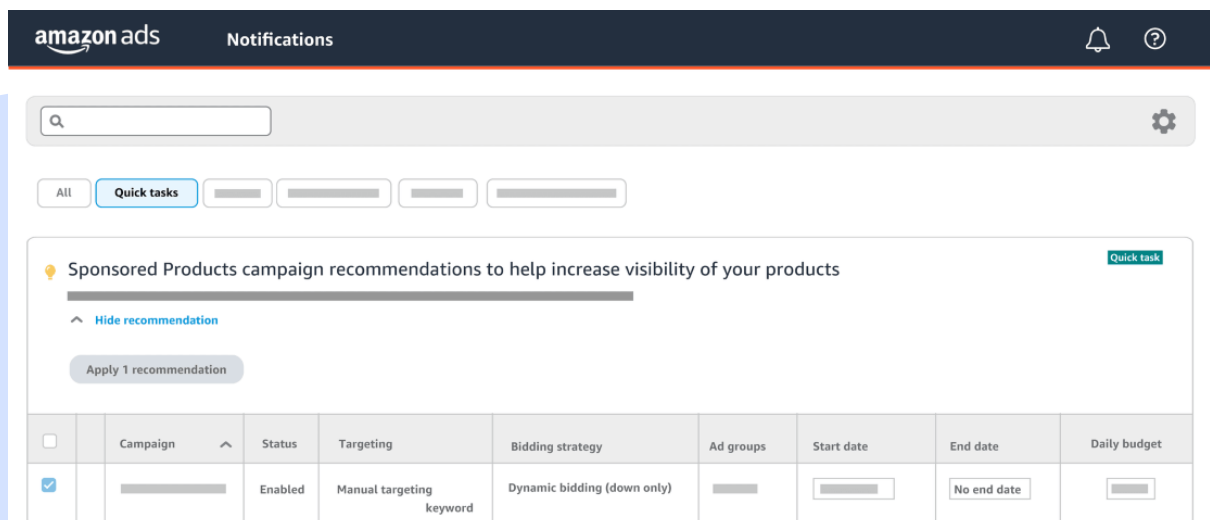 amazon ads
Notifications
All
Quick tasks
Sponsored Products campaign recommendations to help increase visibility of your products
Quick task
Hide recommendation
Apply 1 recommendation
Campaign Status Targeting Bidding strategy Ad groups Start date End date Daily budget
Enabled Manual targeting Dynamic bidding (down only) No end date
keyword